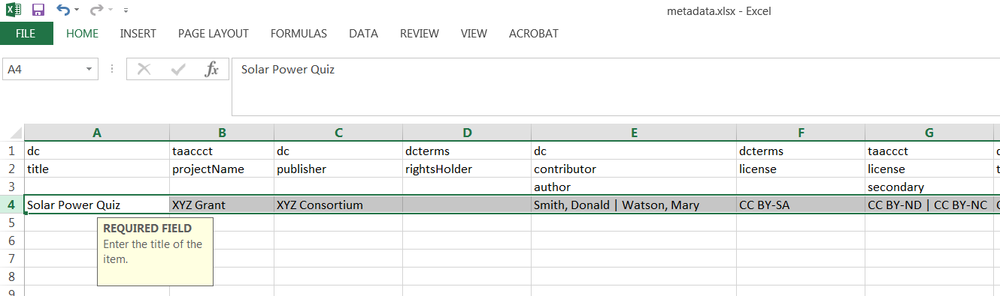 metadata.xlsx - Excel
FILE HOME INSERT PAGE LAYOUT FORMULAS DATA REVIEW VIEW ACROBAT
A4 fx Solar Power Quiz
A B C D E F G
1 dc taaccct dc dcterms dc dcterms taaccct
2 title projectName publisher rightsHolder contributor license license
3 author secondary
4 Solar Power Quiz XYZ Grant XYZ Consortium Smith, Donald | Watson, Mary CC BY-SA CC BY-ND | CC BY-NC
5 REQUIRED FIELD
6 Enter the title of the
7 item.
8
9